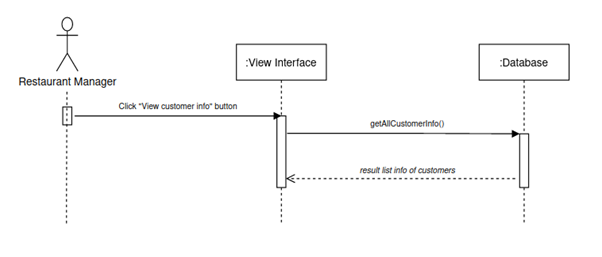 :View Interface
:Database
Restaurant Manager
Click "View customer info" button
getAllCustomerInfo()
result list info of customers